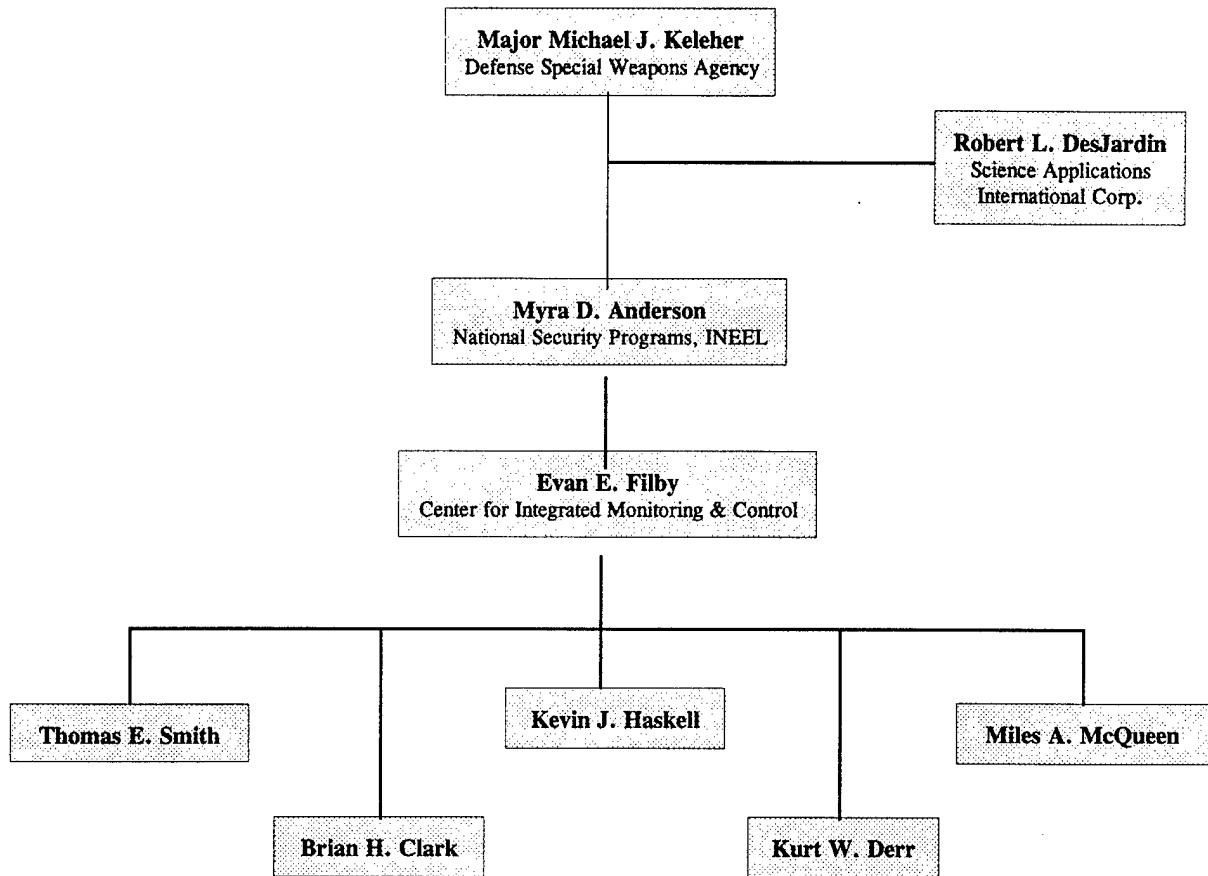 Major Michael J. Keleher
Defense Special Weapons Agency
Robert L. DesJardin
Science Applications
International Corp.
Myra D. Anderson
National Security Programs, INEEL
Evan E. Filby
Center for Integrated Monitoring & Control
Thomas E. Smith
Kevin J. Haskell
Miles A. McQueen
Brian H. Clark
Kurt W. Derr